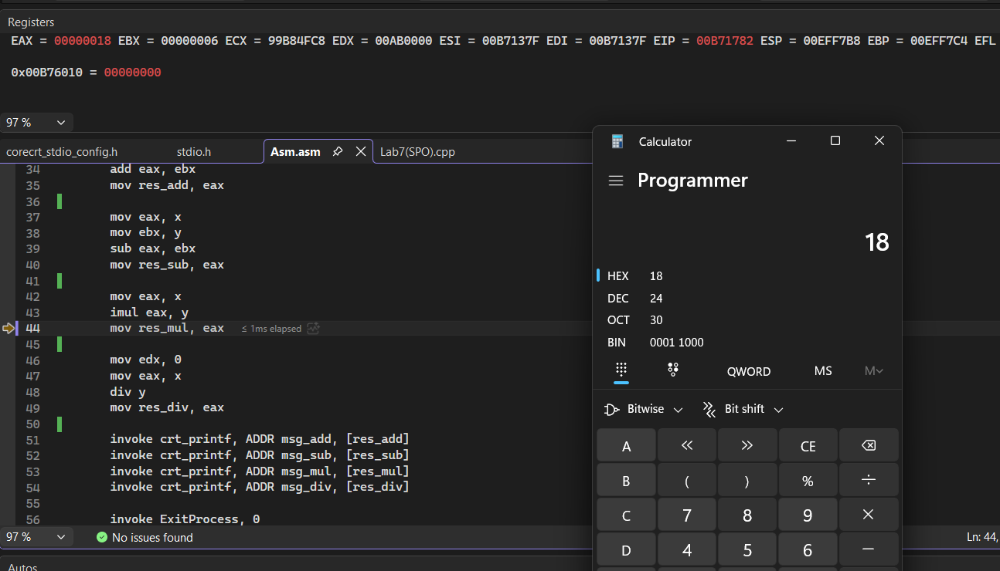 Registers
EAX = 00000018 EBX = 00000006 ECX = 99B84FC8 EDX = 00AB0000 ESI = 00B7137F EDI = 00B7137F EIP = 00B71782 ESP = 00EFF7B8 EBP = 00EFF7C4 EFL
0x00B76010 = 00000000
97 %
corecrt_stdio_config.h stdio.h Asm.asm Lab7(SPO).cpp
34 add eax, ebx
35 mov res_add, eax
36
37 mov eax, x
38 mov ebx, y
39 sub eax, ebx
40 mov res_sub, eax
41
42 mov eax, x
43 imul eax, y
44 mov res_mul, eax ≤ 1ms elapsed
45
46 mov edx, 0
47 mov eax, x
48 div y
49 mov res_div, eax
50
51 invoke crt_printf, ADDR msg_add, [res_add]
52 invoke crt_printf, ADDR msg_sub, [res_sub]
53 invoke crt_printf, ADDR msg_mul, [res_mul]
54 invoke crt_printf, ADDR msg_div, [res_div]
55
56 invoke ExitProcess, 0
97 % No issues found Ln: 44,
Autos
Calculator
Programmer
18
HEX 18
DEC 24
OCT 30
BIN 0001 1000
QWORD MS M
Bitwise Bit shift
A << >> CE
B ( ) % ÷
C 7 8 9 ×
D 4 5 6 −